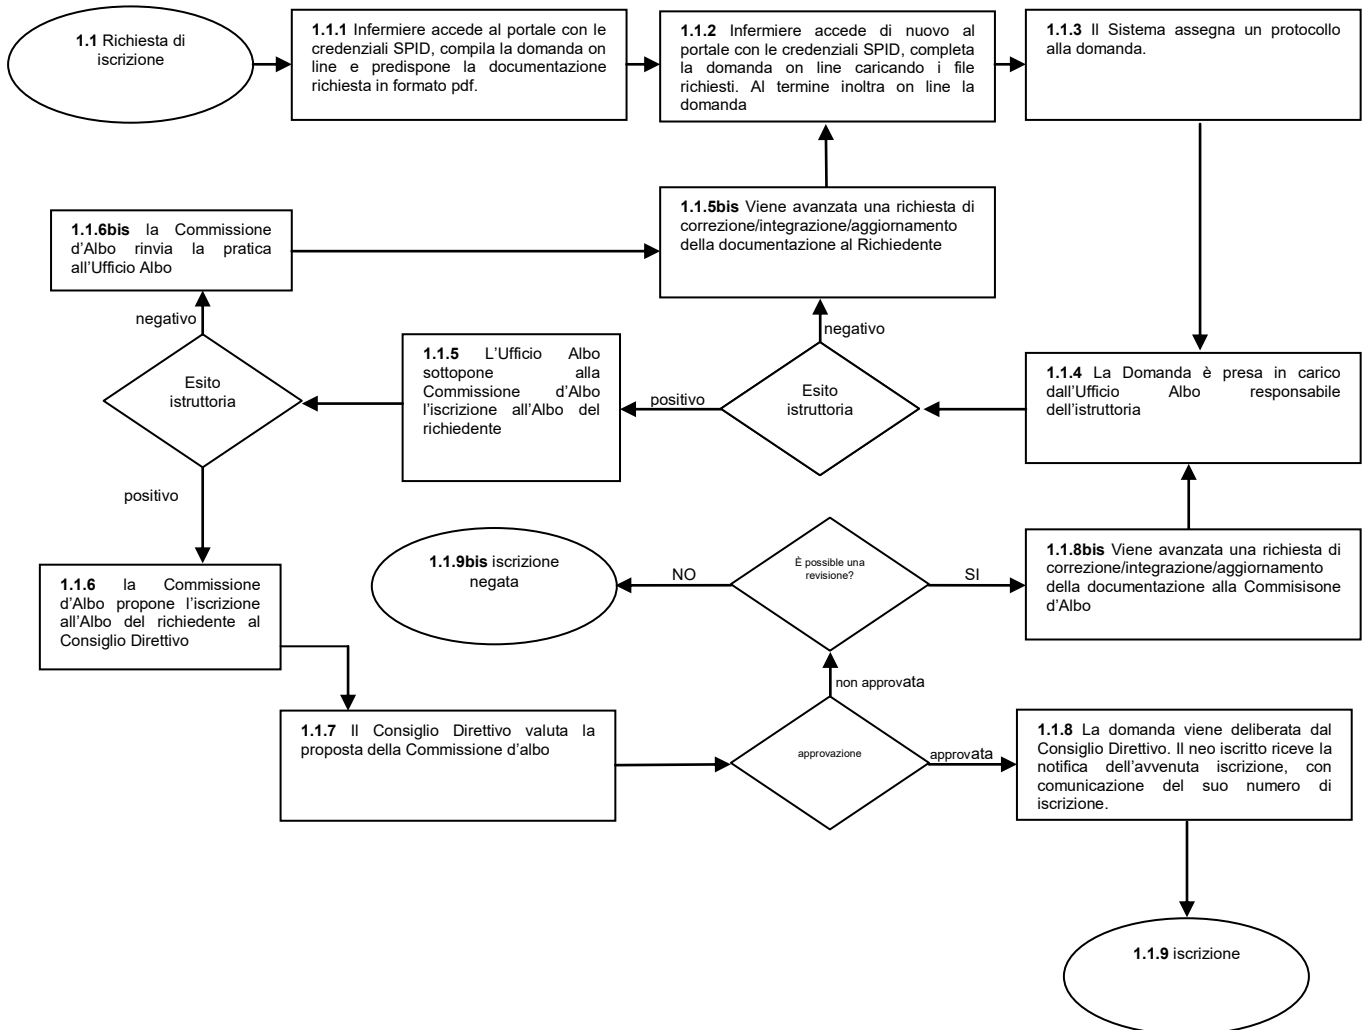 1.1 Richiesta di
iscrizione
1.1.1 Infermiere accede al portale con le
credenziali SPID, compila la domanda on
line e predispone la documentazione
richiesta in formato pdf.
1.1.2 Infermiere accede di nuovo al
portale con le credenziali SPID, completa
la domanda on line caricando i file
richiesti. Al termine inoltra on line la
domanda
1.1.3 Il Sistema assegna un protocollo
alla domanda.
1.1.6bis la Commissione
d'Albo rinvia la pratica
all'Ufficio Albo
1.1.5bis Viene avanzata una richiesta di
correzione/integrazione/aggiornamento
della documentazione al Richiedente
negativo
negativo
Esito
istruttoria
1.1.5 L'Ufficio Albo
sottopone alla
Commissione d'Albo
l'iscrizione all'Albo del
richiedente
positivo
Esito
istruttoria
1.1.4 La Domanda è presa in carico
dall'Ufficio Albo responsabile
dell'istruttoria
positivo
1.1.6 la Commissione
d'Albo propone l'iscrizione
all'Albo del richiedente al
Consiglio Direttivo
1.1.9bis iscrizione
negata
NO
È possible una
revisione?
SI
1.1.8bis Viene avanzata una richiesta di
correzione/integrazione/aggiornamento
della documentazione alla Commisisone
d'Albo
non approvata
1.1.7 Il Consiglio Direttivo valuta la
proposta della Commissione d'albo
approvazione
approvata
1.1.8 La domanda viene deliberata dal
Consiglio Direttivo. Il neo iscritto riceve la
notifica dell'avvenuta iscrizione, con
comunicazione del suo numero di
iscrizione.
1.1.9 iscrizione